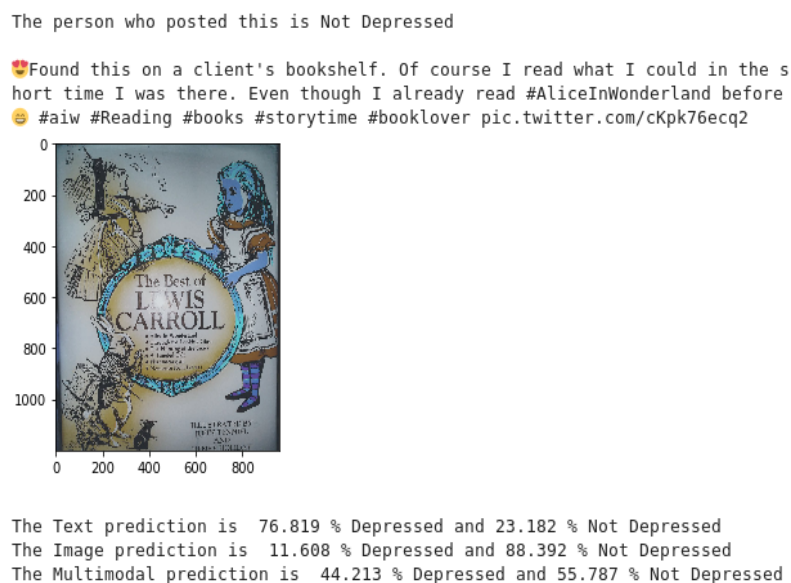 The person who posted this is Not Depressed
😍Found this on a client's bookshelf. Of course I read what I could in the s
hort time I was there. Even though I already read #AliceInWonderland before
😁 #aiw #Reading #books #storytime #booklover pic.twitter.com/cKpk76ecq2
0
200
400
600
800
1000
The Best of
LEWIS
CARROLL
ILLUSTRATED BY
AND
0 200 400 600 800
The Text prediction is  76.819 % Depressed and 23.182 % Not Depressed
The Image prediction is  11.608 % Depressed and 88.392 % Not Depressed
The Multimodal prediction is  44.213 % Depressed and 55.787 % Not Depressed